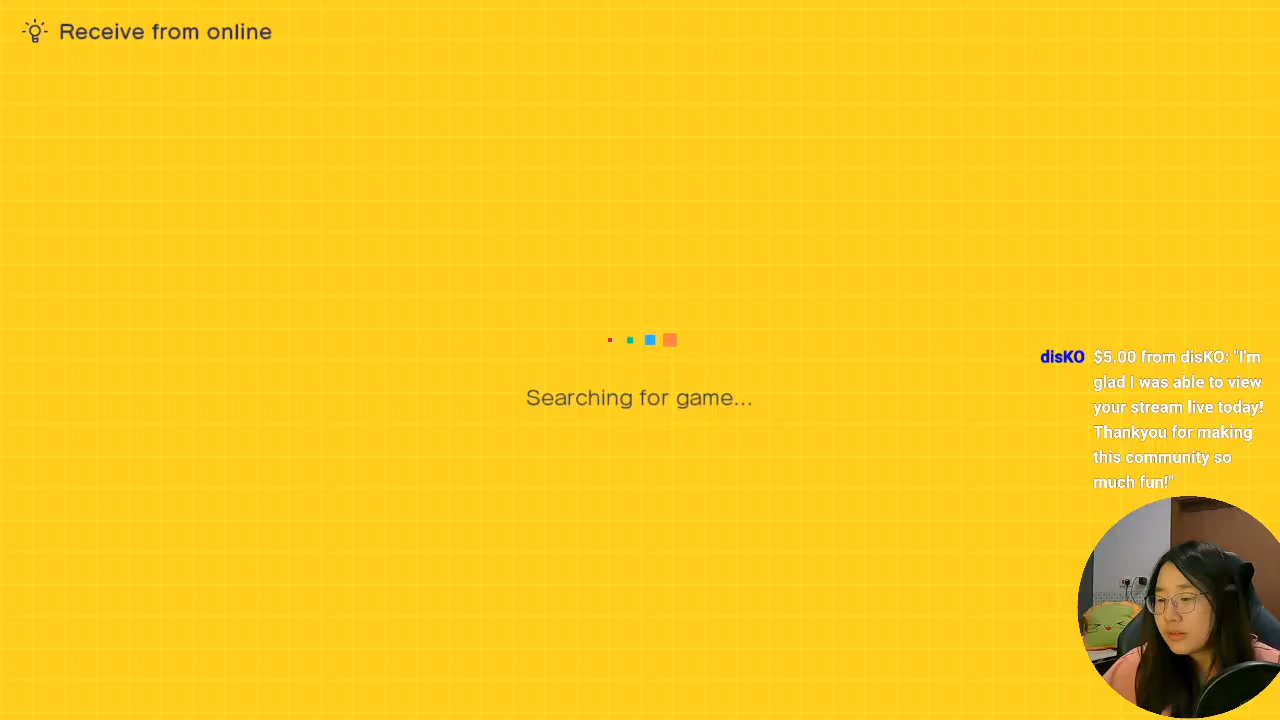 Receive from online
Searching for game...
disKO $5.00 from disKO: "I'm
glad I was able to view
your stream live today!
Thankyou for making
this community so
much fun!"